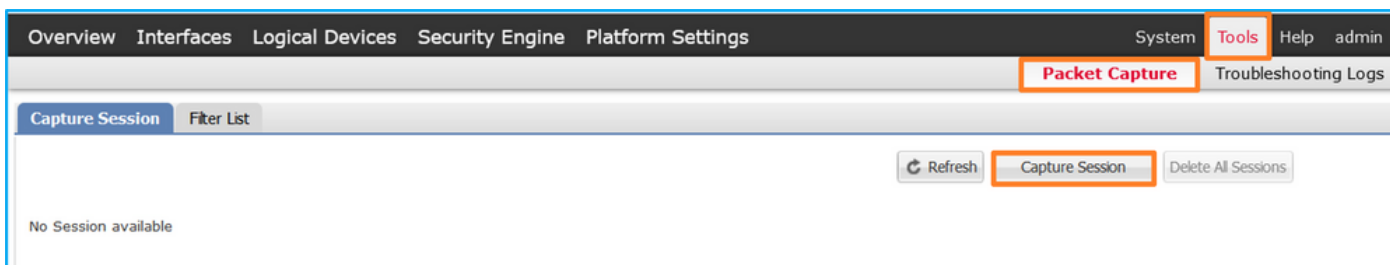 Overview Interfaces Logical Devices Security Engine Platform Settings System Tools Help admin
Packet Capture Troubleshooting Logs
Capture Session Filter List
Refresh Capture Session Delete All Sessions
No Session available